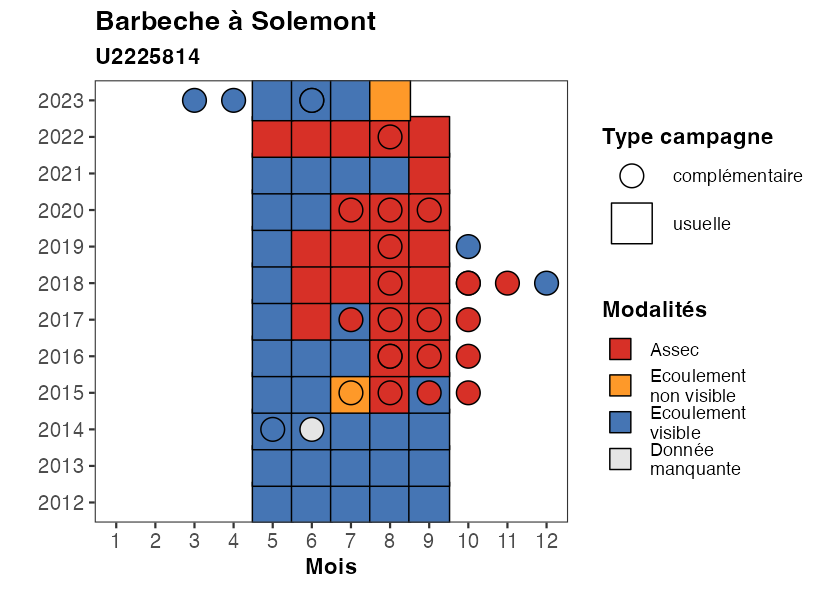 Barbeche à Solemont
U2225814
2023
2022
2021
2020
2019
2018
2017
2016
2015
2014
2013
2012
1 2 3 4 5 6 7 8 9 10 11 12
Mois
Type campagne
complémentaire
usuelle
Modalités
Assec
Ecoulement
non visible
Ecoulement
visible
Donnée
manquante